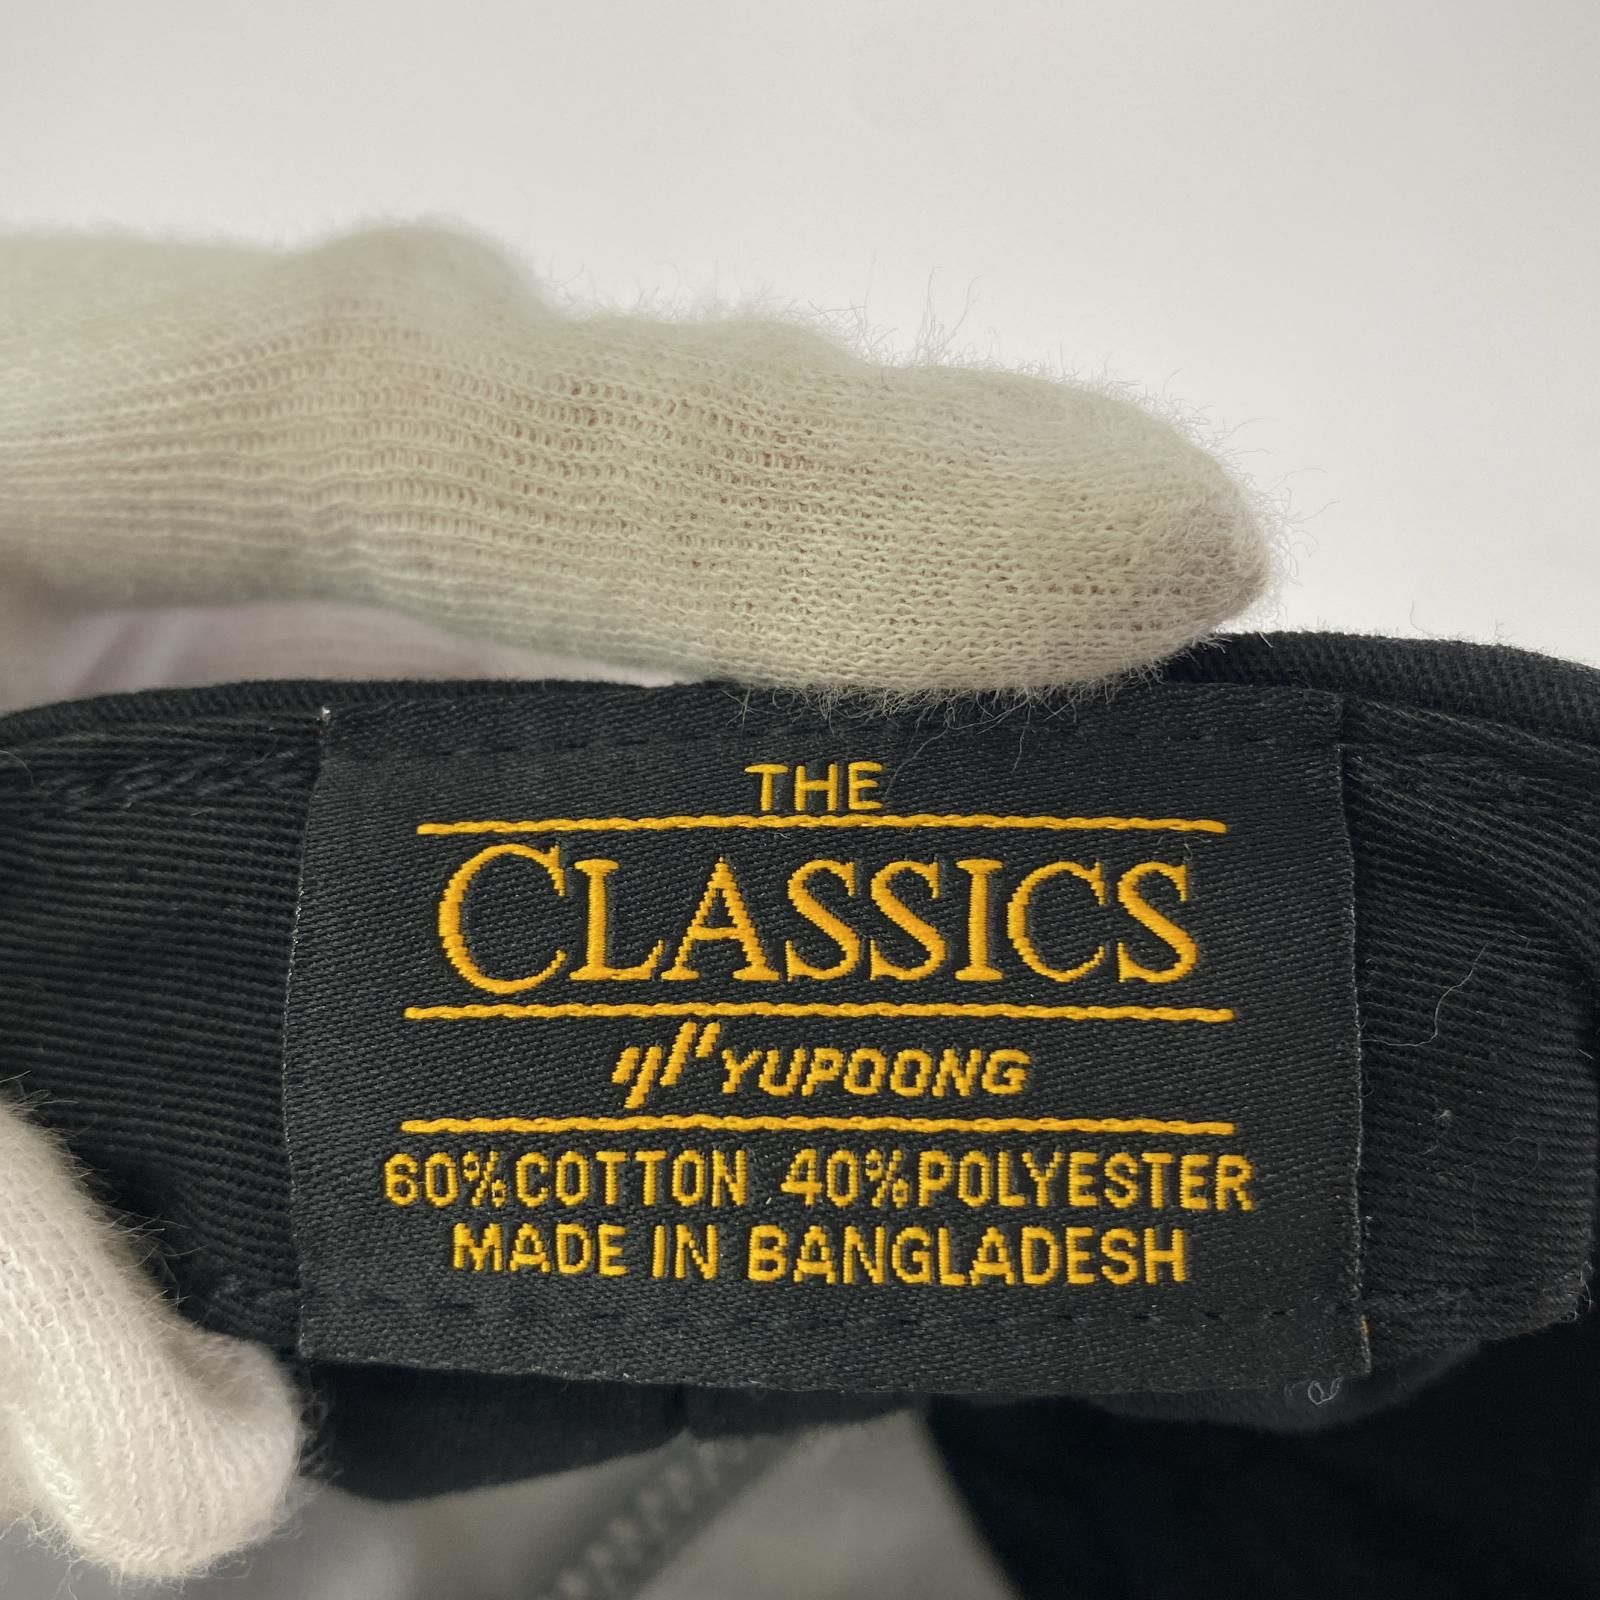 THE
CLASSICS
YUPOONG
60%COTTON 40%POLYESTER
MADE IN BANGLADESH